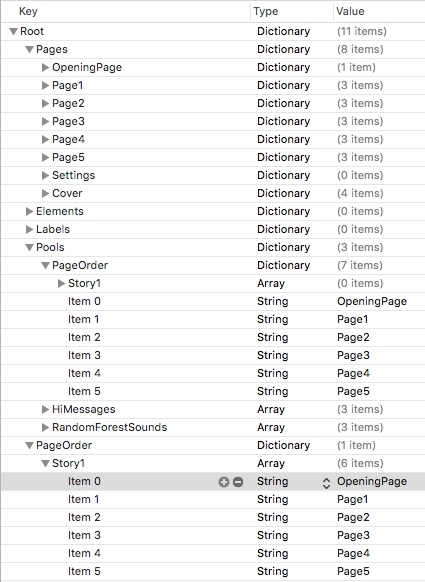 Key Type Value
Root Dictionary (11 items)
Pages Dictionary (8 items)
OpeningPage Dictionary (1 item)
Page1 Dictionary (3 items)
Page2 Dictionary (3 items)
Page3 Dictionary (3 items)
Page4 Dictionary (3 items)
Page5 Dictionary (3 items)
Settings Dictionary (0 items)
Cover Dictionary (4 items)
Elements Dictionary (0 items)
Labels Dictionary (0 items)
Pools Dictionary (3 items)
PageOrder Dictionary (7 items)
Story1 Array (0 items)
Item 0 String OpeningPage
Item 1 String Page1
Item 2 String Page2
Item 3 String Page3
Item 4 String Page4
Item 5 String Page5
HiMessages Array (3 items)
RandomForestSounds Array (3 items)
PageOrder Dictionary (1 item)
Story1 Array (6 items)
Item 0 String OpeningPage
Item 1 String Page1
Item 2 String Page2
Item 3 String Page3
Item 4 String Page4
Item 5 String Page5